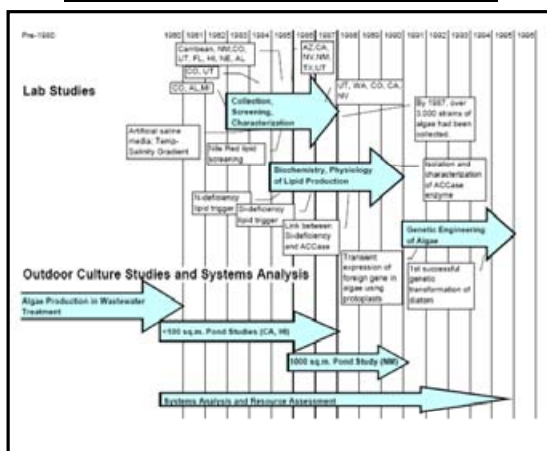 Pre-1980
1980 1981 1982 1983 1984 1985 1986 1987 1988 1989 1990 1991 1992 1993 1994 1995 1996
Carribean, NM,CO,
UT, FL, HI, NE, AL
AZ,CA,
NV,NM,
TX,UT
CO, UT
CO, AL,MI
UT, WA, CO, CA,
NV
Lab Studies
Collection,
Screening,
Characterization
By 1987, over
3,000 strains of
algae had been
collected.
Artificial saline
media; Temp-
Salinity Gradient
Nile Red lipid
screening
Biochemistry, Physiology
of Lipid Production
Isolation and
characterization
of ACCase
enzyme
N-deficiency
lipid trigger
Si-deficiency
lipid trigger
Link between
Si-deficiency
and ACCase
Genetic Engineering
of Algae
Transient
expression of
foreign gene in
algae using
protoplasts
1st successful
genetic
transformation of
diatom
Outdoor Culture Studies and Systems Analysis
Algae Production in Wastewater
Treatment
<100 sq.m. Pond Studies (CA, HI)
1000 sq.m. Pond Study (NM)
Systems Analysis and Resource Assessment